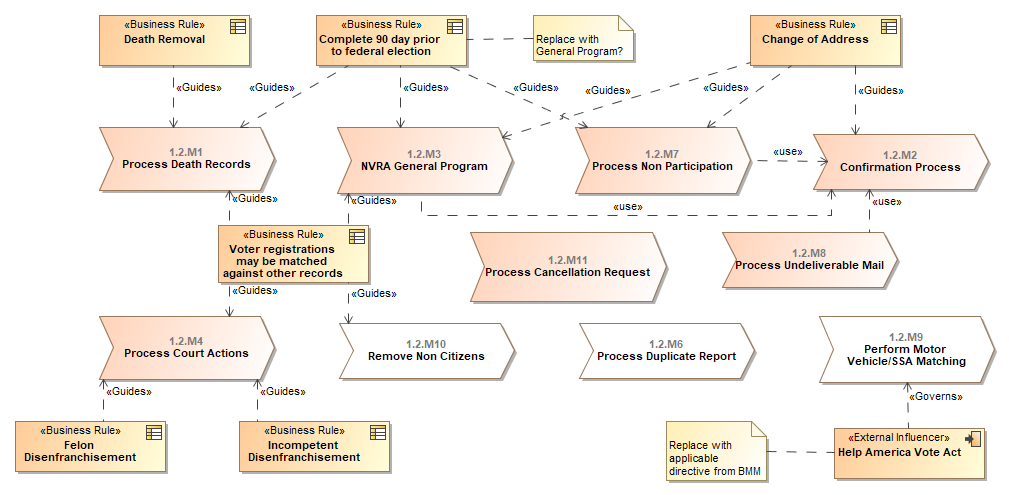 «Business Rule»
Death Removal
«Business Rule»
Complete 90 day prior
to federal election
Replace with
General Program?
«Business Rule»
Change of Address
«Guides»
«Guides»
«Guides»
«Guides»
«Guides»
«Guides»
«Guides»
1.2.M1
Process Death Records
1.2.M3
NVRA General Program
1.2.M7
Process Non Participation
«use»
1.2.M2
Confirmation Process
«Guides»
«Guides»
«use»
«use»
«Business Rule»
Voter registrations
may be matched
against other records
1.2.M11
Process Cancellation Request
1.2.M8
Process Undeliverable Mail
«Guides»
«Guides»
1.2.M4
Process Court Actions
1.2.M10
Remove Non Citizens
1.2.M6
Process Duplicate Report
1.2.M9
Perform Motor
Vehicle/SSA Matching
«Guides»
«Guides»
«Governs»
«Business Rule»
Felon
Disenfranchisement
«Business Rule»
Incompetent
Disenfranchisement
Replace with
applicable
directive from BMM
«External Influencer»
Help America Vote Act